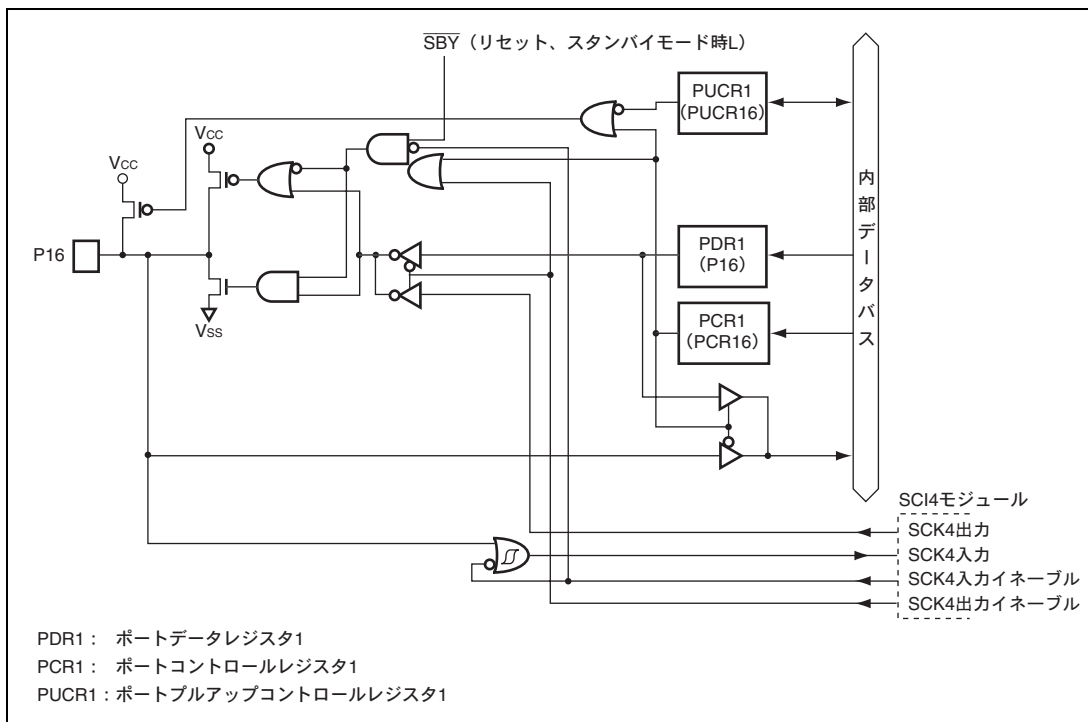 SBY（リセット、スタンバイモード時L）
PUCR1
(PUCR16)
VCC
VCC
内部データバス
P16
PDR1
(P16)
VSS
PCR1
(PCR16)
SCI4モジュール
SCK4出力
SCK4入力
SCK4入力イネーブル
SCK4出力イネーブル
PDR1： ポートデータレジスタ1
PCR1： ポートコントロールレジスタ1
PUCR1：ポートプルアップコントロールレジスタ1